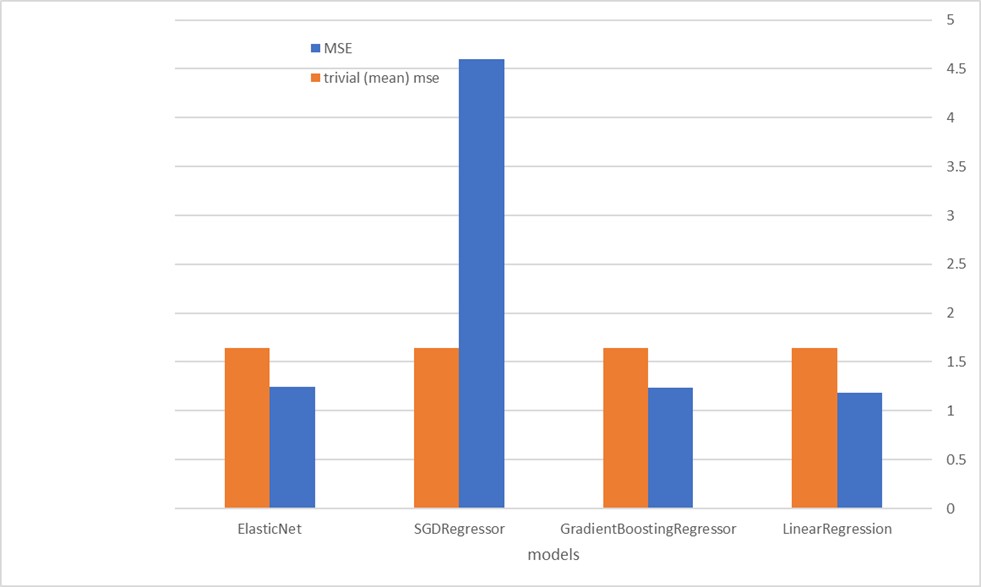 MSE
trivial (mean) mse
5
4.5
4
3.5
3
2.5
2
1.5
1
0.5
0
ElasticNet SGDRegressor GradientBoostingRegressor LinearRegression
models